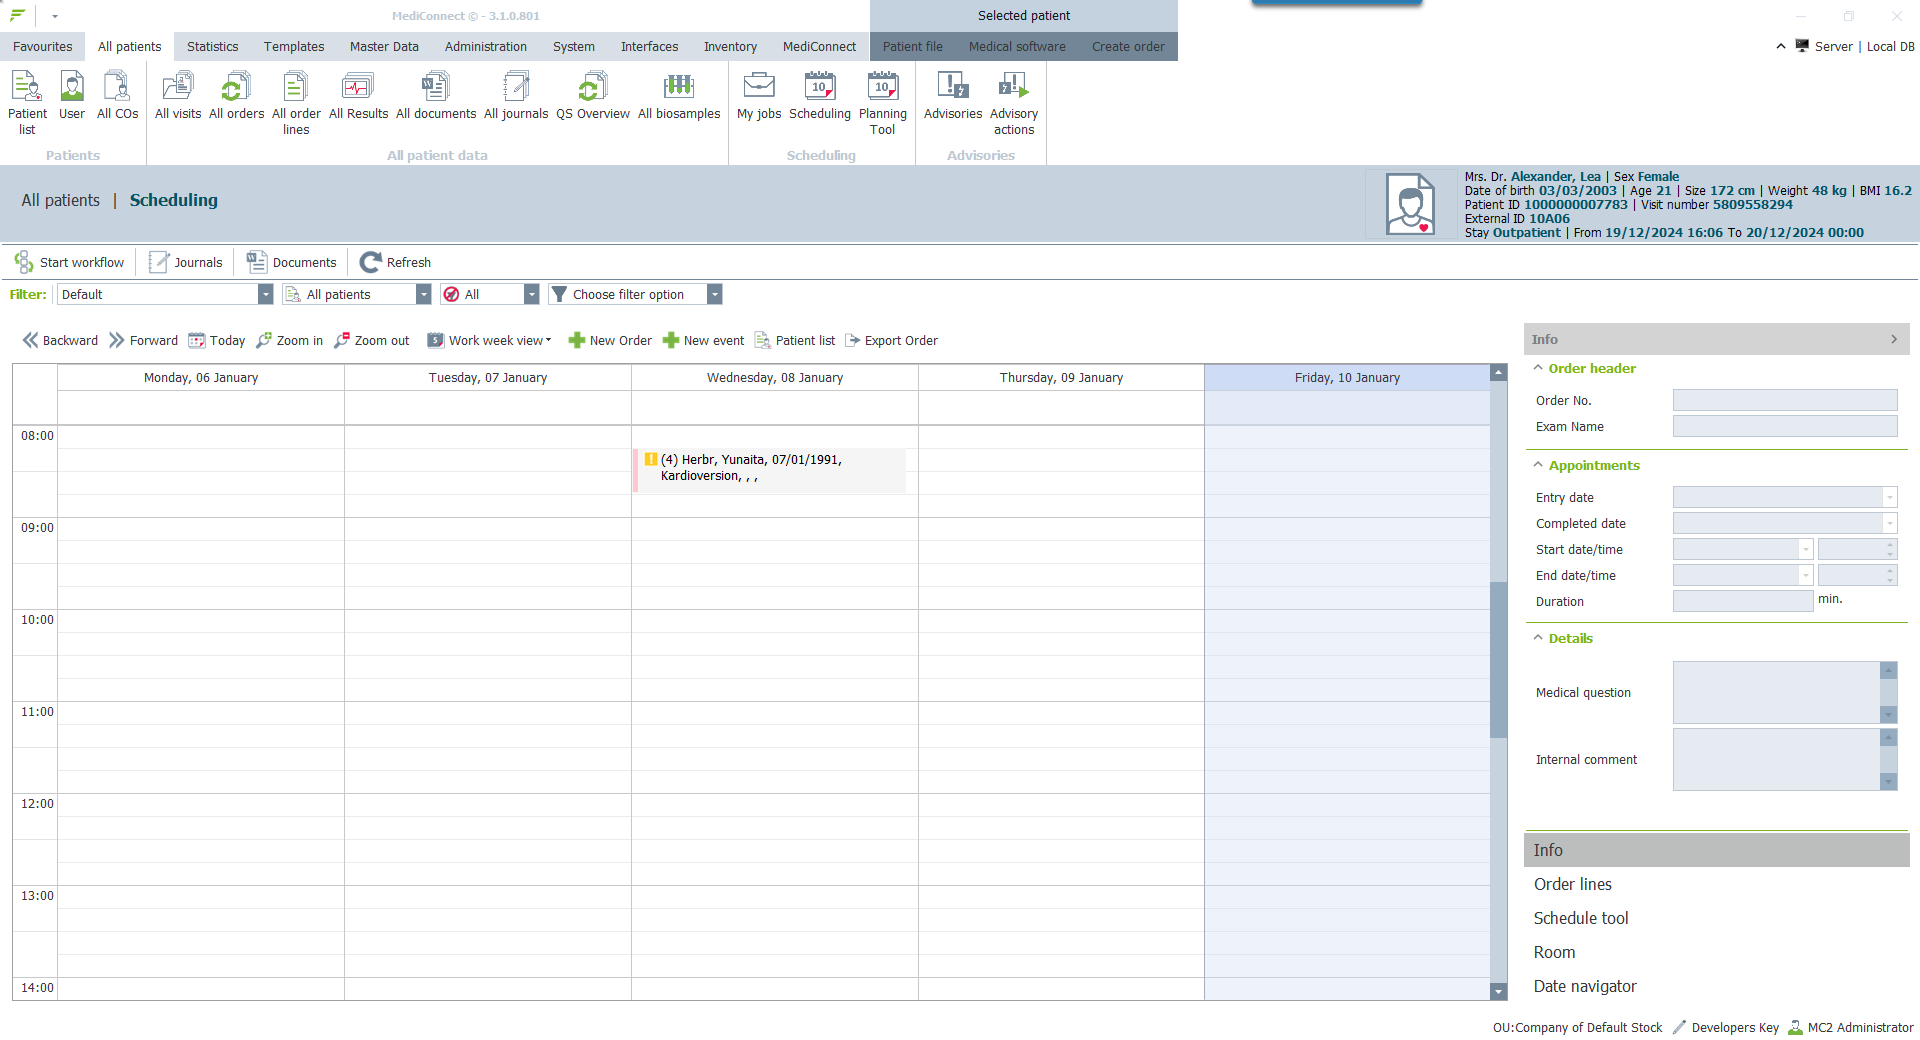 MediConnect © - 3.1.0.801
Selected patient
Favourites All patients Statistics Templates Master Data Administration System Interfaces Inventory MediConnect Patient file Medical software Create order
Server | Local DB
Patient list User All COs All visits All orders All order lines All Results All documents All journals QS Overview All biosamples My jobs Scheduling Planning Tool Advisories Advisory actions
Patients All patient data Scheduling Advisories
All patients | Scheduling
Mrs. Dr. Alexander, Lea | Sex Female
Date of birth 03/03/2003 | Age 21 | Size 172 cm | Weight 48 kg | BMI 16.2
Patient ID 1000000007783 | Visit number 5809558294
External ID 10A06
Stay Outpatient | From 19/12/2024 16:06 To 20/12/2024 00:00
Start workflow Journals Documents Refresh
Filter: Default All patients All Choose filter option
Backward Forward Today Zoom in Zoom out 5 Work week view New Order New event Patient list Export Order
Monday, 06 January Tuesday, 07 January Wednesday, 08 January Thursday, 09 January Friday, 10 January
08:00
(4) Herbr, Yunaita, 07/01/1991,
Kardioversion, , ,
09:00
10:00
11:00
12:00
13:00
14:00
Info
Order header
Order No.
Exam Name
Appointments
Entry date
Completed date
Start date/time
End date/time
Duration min.
Details
Medical question
Internal comment
Info
Order lines
Schedule tool
Room
Date navigator
OU:Company of Default Stock Developers Key MC2 Administrator